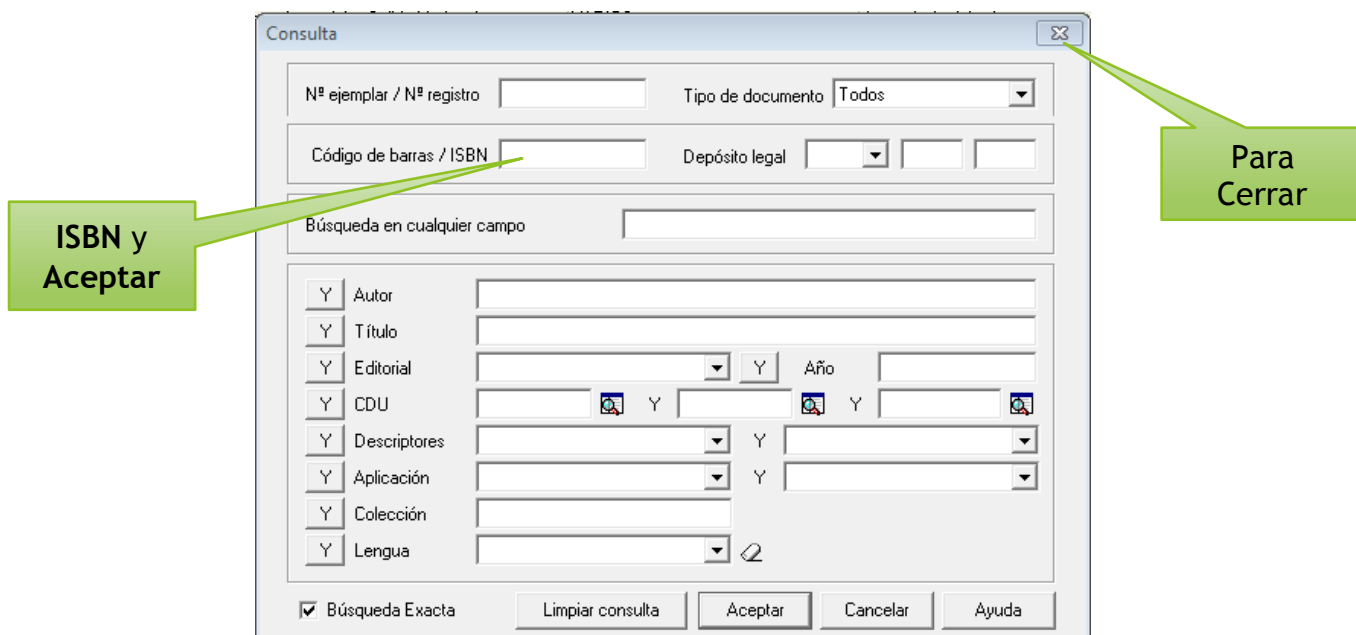 Consulta
Nº ejemplar / Nº registro Tipo de documento Todos
Código de barras / ISBN Depósito legal
Para
Cerrar
ISBN y
Aceptar
Búsqueda en cualquier campo
Y Autor
Y Título
Y Editorial Y Año
Y CDU Y Y
Y Descriptores Y
Y Aplicación Y
Y Colección
Y Lengua
Búsqueda Exacta Limpiar consulta Aceptar Cancelar Ayuda